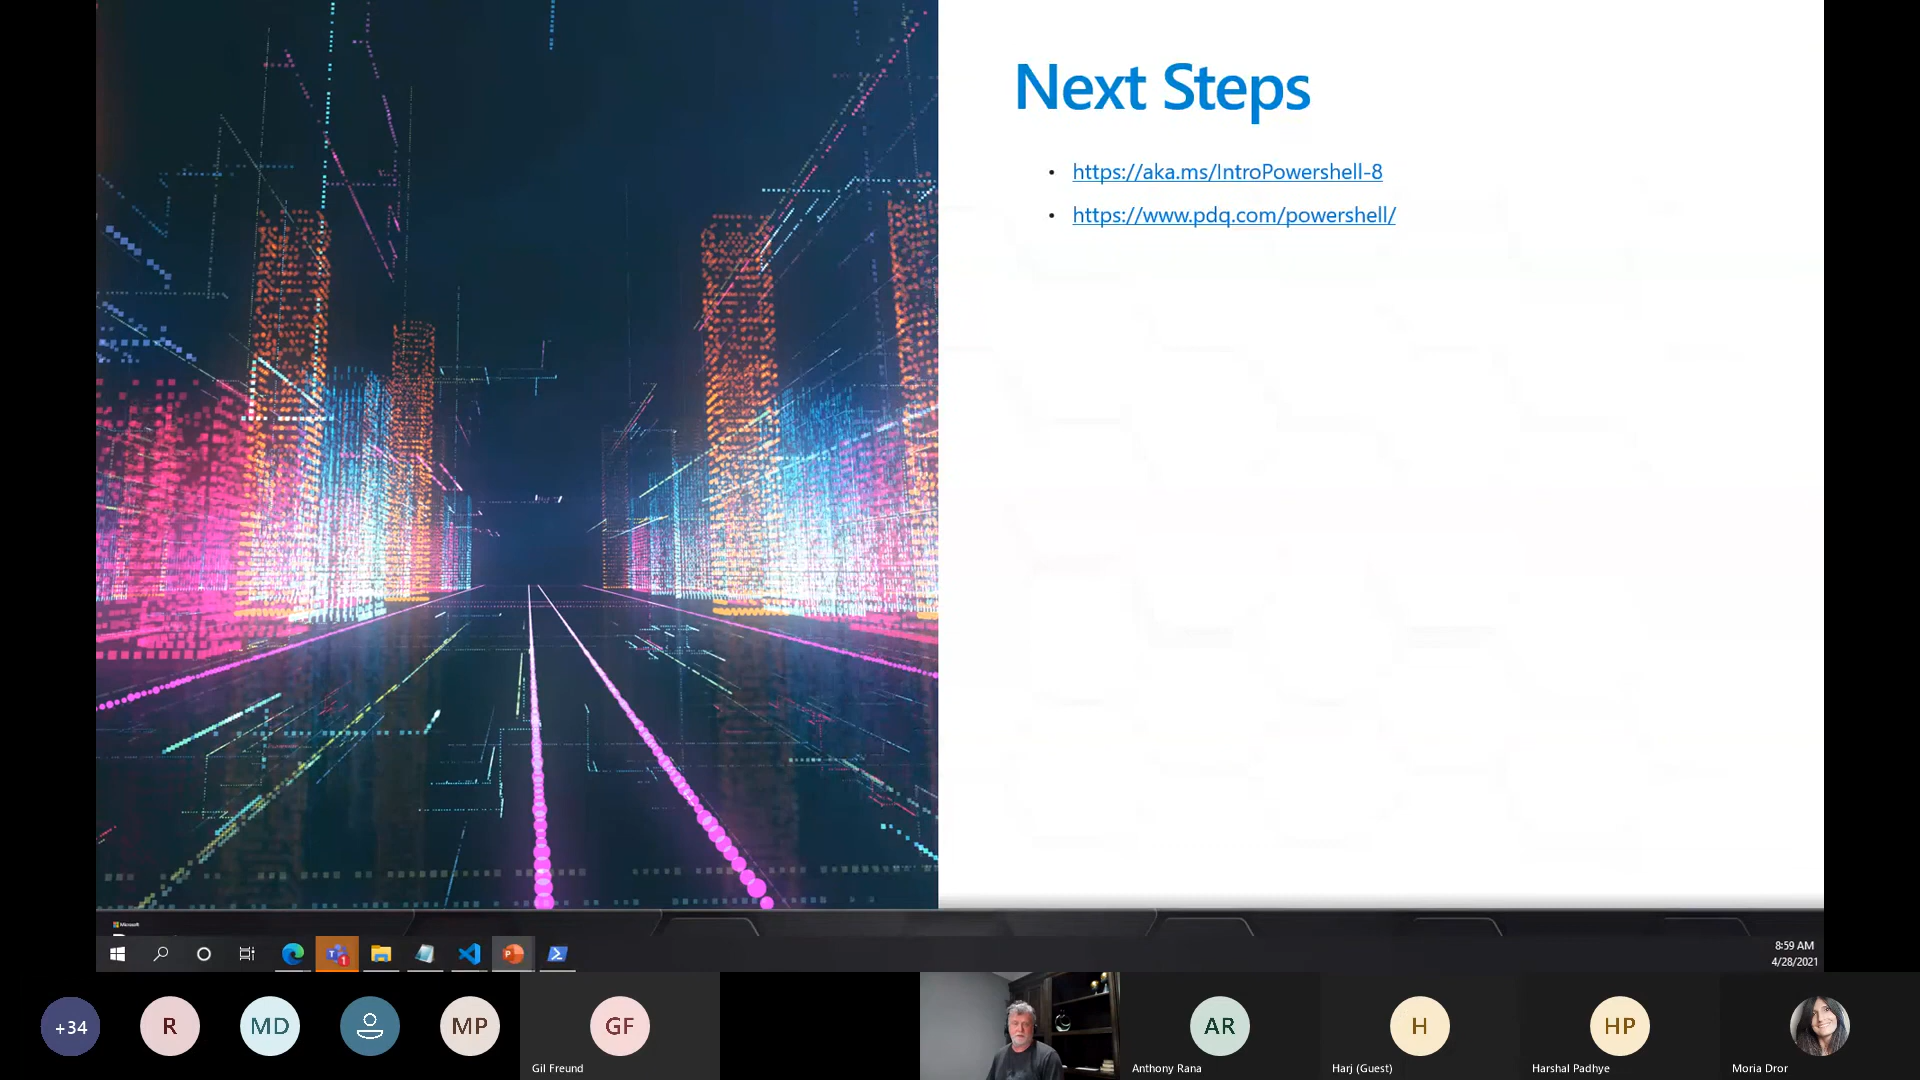 Next Steps
• https://aka.ms/IntroPowershell-8
• https://www.pdq.com/powershell/
Microsoft
8:59 AM
4/28/2021
+34
R
MD
MP
GF
AR
H
HP
Gil Freund
Anthony Rana
Harj (Guest)
Harshal Padhye
Moria Dror